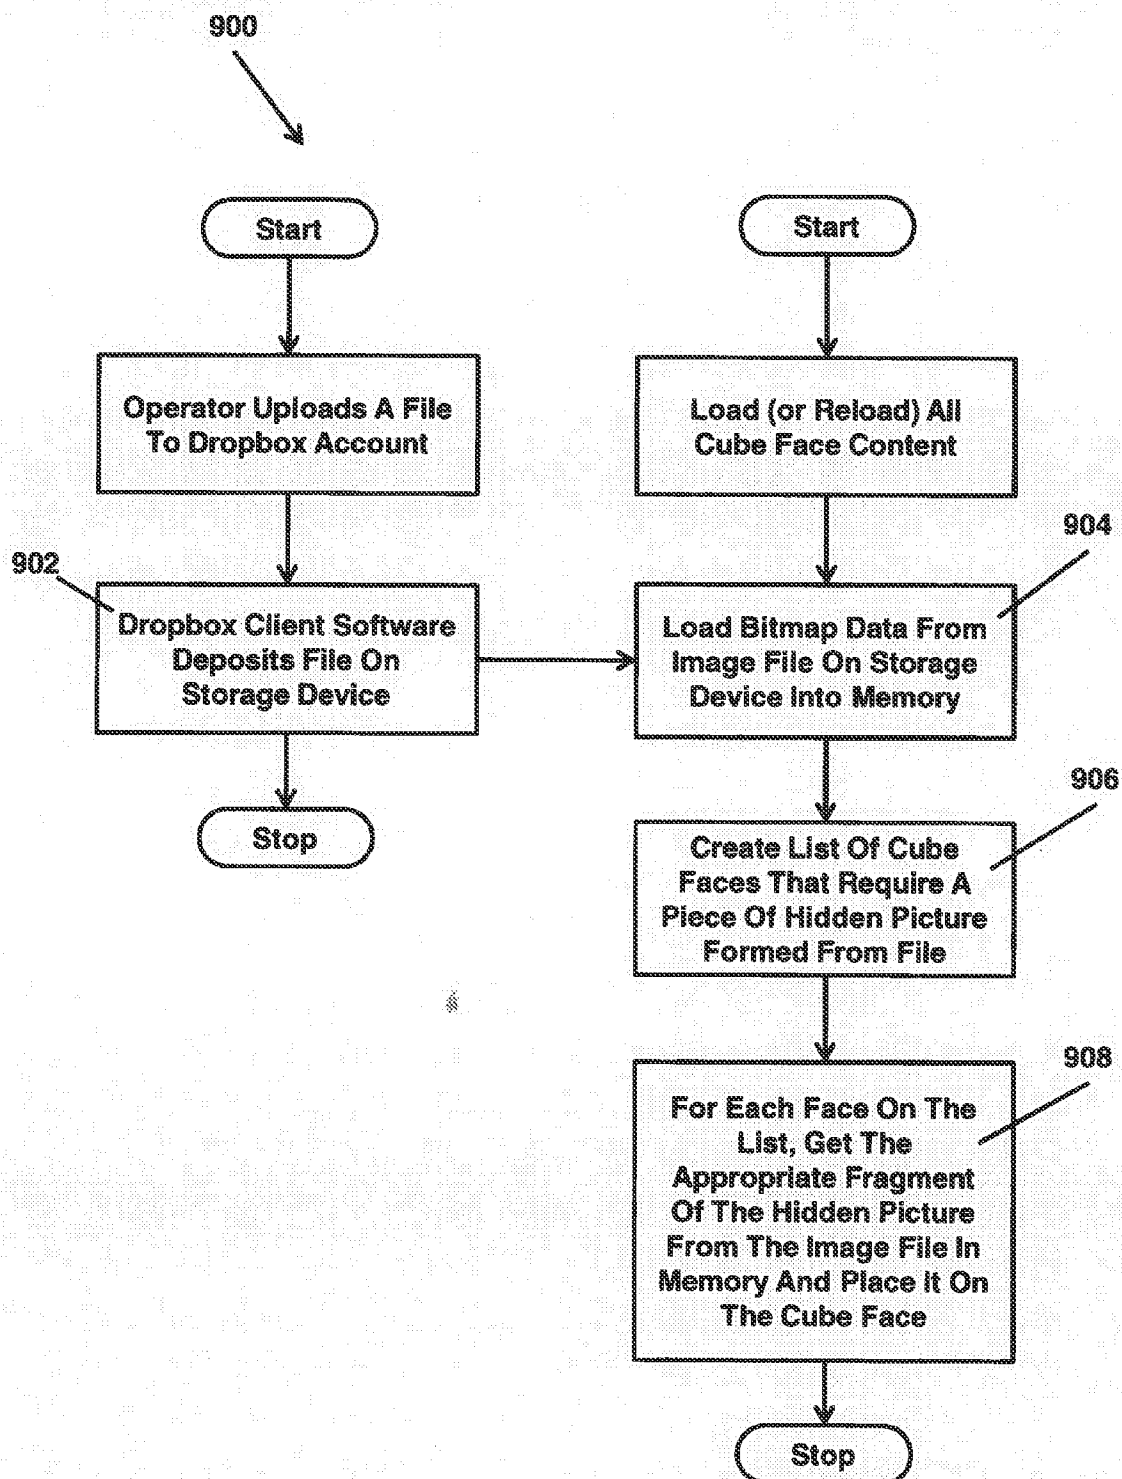 900
Start
Operator Uploads A File
To Dropbox Account
902
Dropbox Client Software
Deposits File On
Storage Device
Stop
Start
Load (or Reload) All
Cube Face Content
904
Load Bitmap Data From
Image File On Storage
Device Into Memory
906
Create List Of Cube
Faces That Require A
Piece Of Hidden Picture
Formed From File
908
For Each Face On The
List, Get The
Appropriate Fragment
Of The Hidden Picture
From The Image File In
Memory And Place It On
The Cube Face
Stop